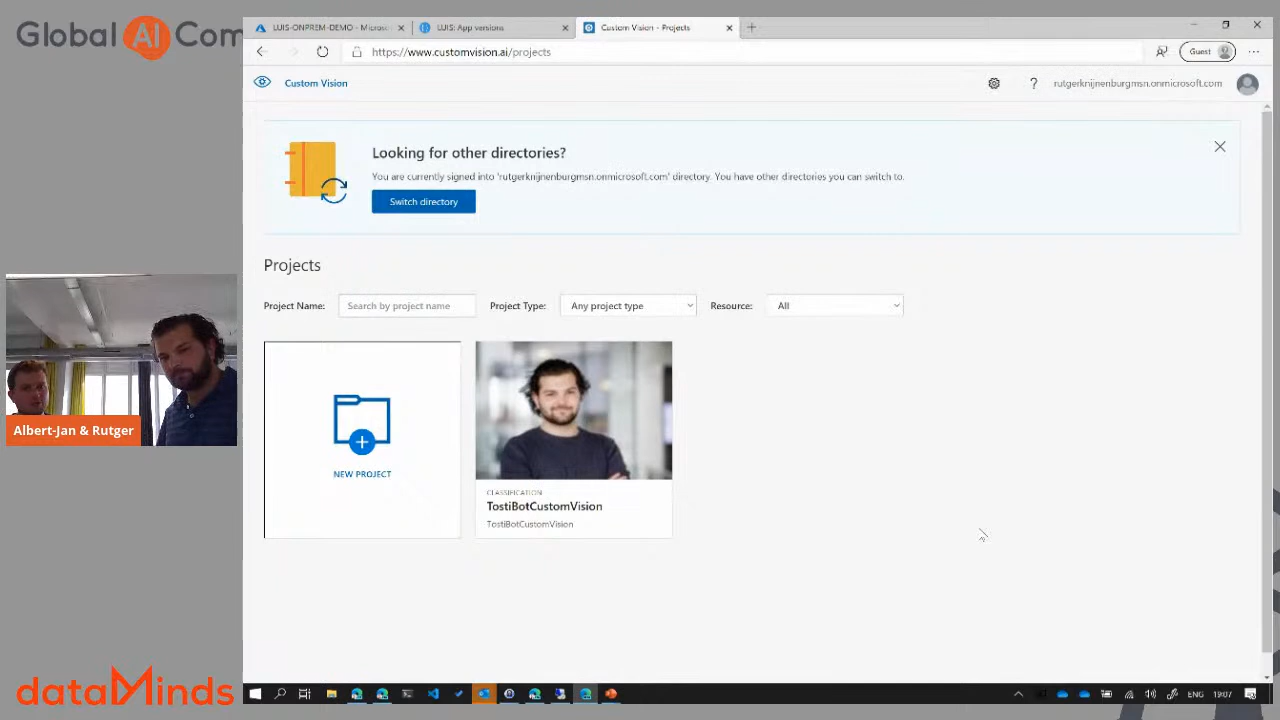 Global AI Com
LUIS-ONPREM-DEMO - Micros
LUIS: App versions
Custom Vision - Projects
https://www.customvision.ai/projects
Guest
Custom Vision
?
rutgerknijnenburgmsn.onmicrosoft.com
Looking for other directories?
You are currently signed into 'rutgerknijnenburgmsn.onmicrosoft.com' directory. You have other directories you can switch to.
Switch directory
Projects
Project Name:
Search by project name
Project Type:
Any project type
Resource:
All
NEW PROJECT
CLASSIFICATION
TostiBotCustomVision
TostiBotCustomVision
Albert-Jan & Rutger
dataMinds
ENG
19:07